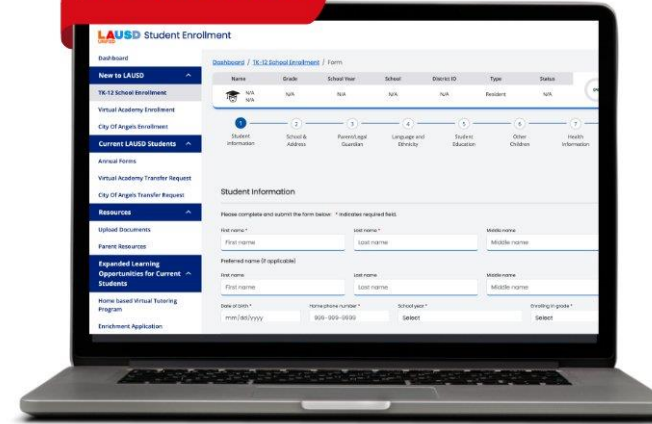 LAUSD Student Enrollment
UNIFIED
Dashboard
New to LAUSD
TK-12 School Enrollment
Virtual Academy Enrollment
City Of Angels Enrollment
Current LAUSD Students
Annual Forms
Virtual Academy Transfer Request
City Of Angels Transfer Request
Resources
Upload Documents
Parent Resources
Expanded Learning
Opportunities for Current
Students
Home based Virtual Tutoring
Program
Enrichment Application
Dashboard / TK-12 School Enrollment / Form
Name Grade School Year School District ID Type Status
N/A N/A N/A N/A N/A Resident N/A
N/A
1 2 3 4 5 6 7
Student School & Parent/Legal Language and Student Other Health
Information Address Guardian Ethnicity Education Children Information
Student Information
Please complete and submit the form below: * indicates required field.
First name * Last name * Middle name
First name Last name Middle name
Preferred name (if applicable)
First name Last name Middle name
First name Last name Middle name
Date of birth * Home phone number * School year * Enrolling in grade *
mm/dd/yyyy 999-999-9999 Select Select